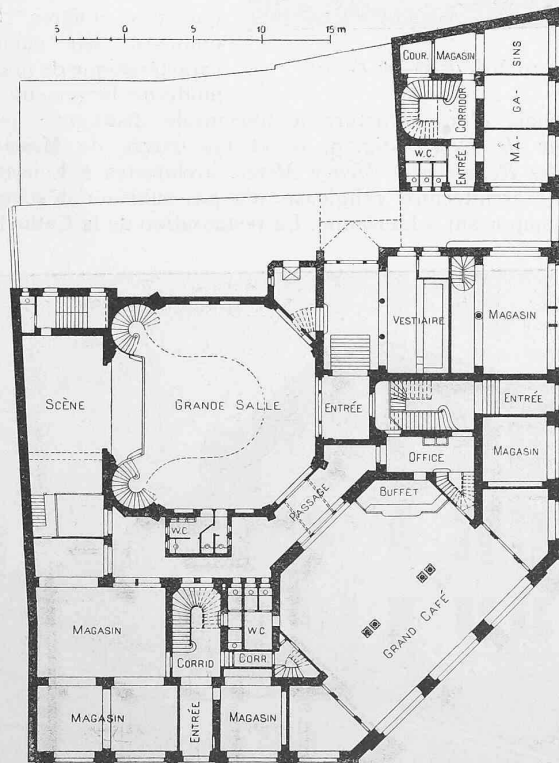 5 0 5 10 15 m
COUR. MAGASIN
MA-GA-SINS
CORRIDOR
W.C.
ENTRÉE
VESTIAIRE
MAGASIN
SCÈNE
GRANDE SALLE
ENTRÉE
ENTRÉE
OFFICE
MAGASIN
BUFFET
PASSAGE
W.C.
GRAND CAFÉ
MAGASIN
W.C.
CORRID
CORR.
MAGASIN
ENTRÉE
MAGASIN